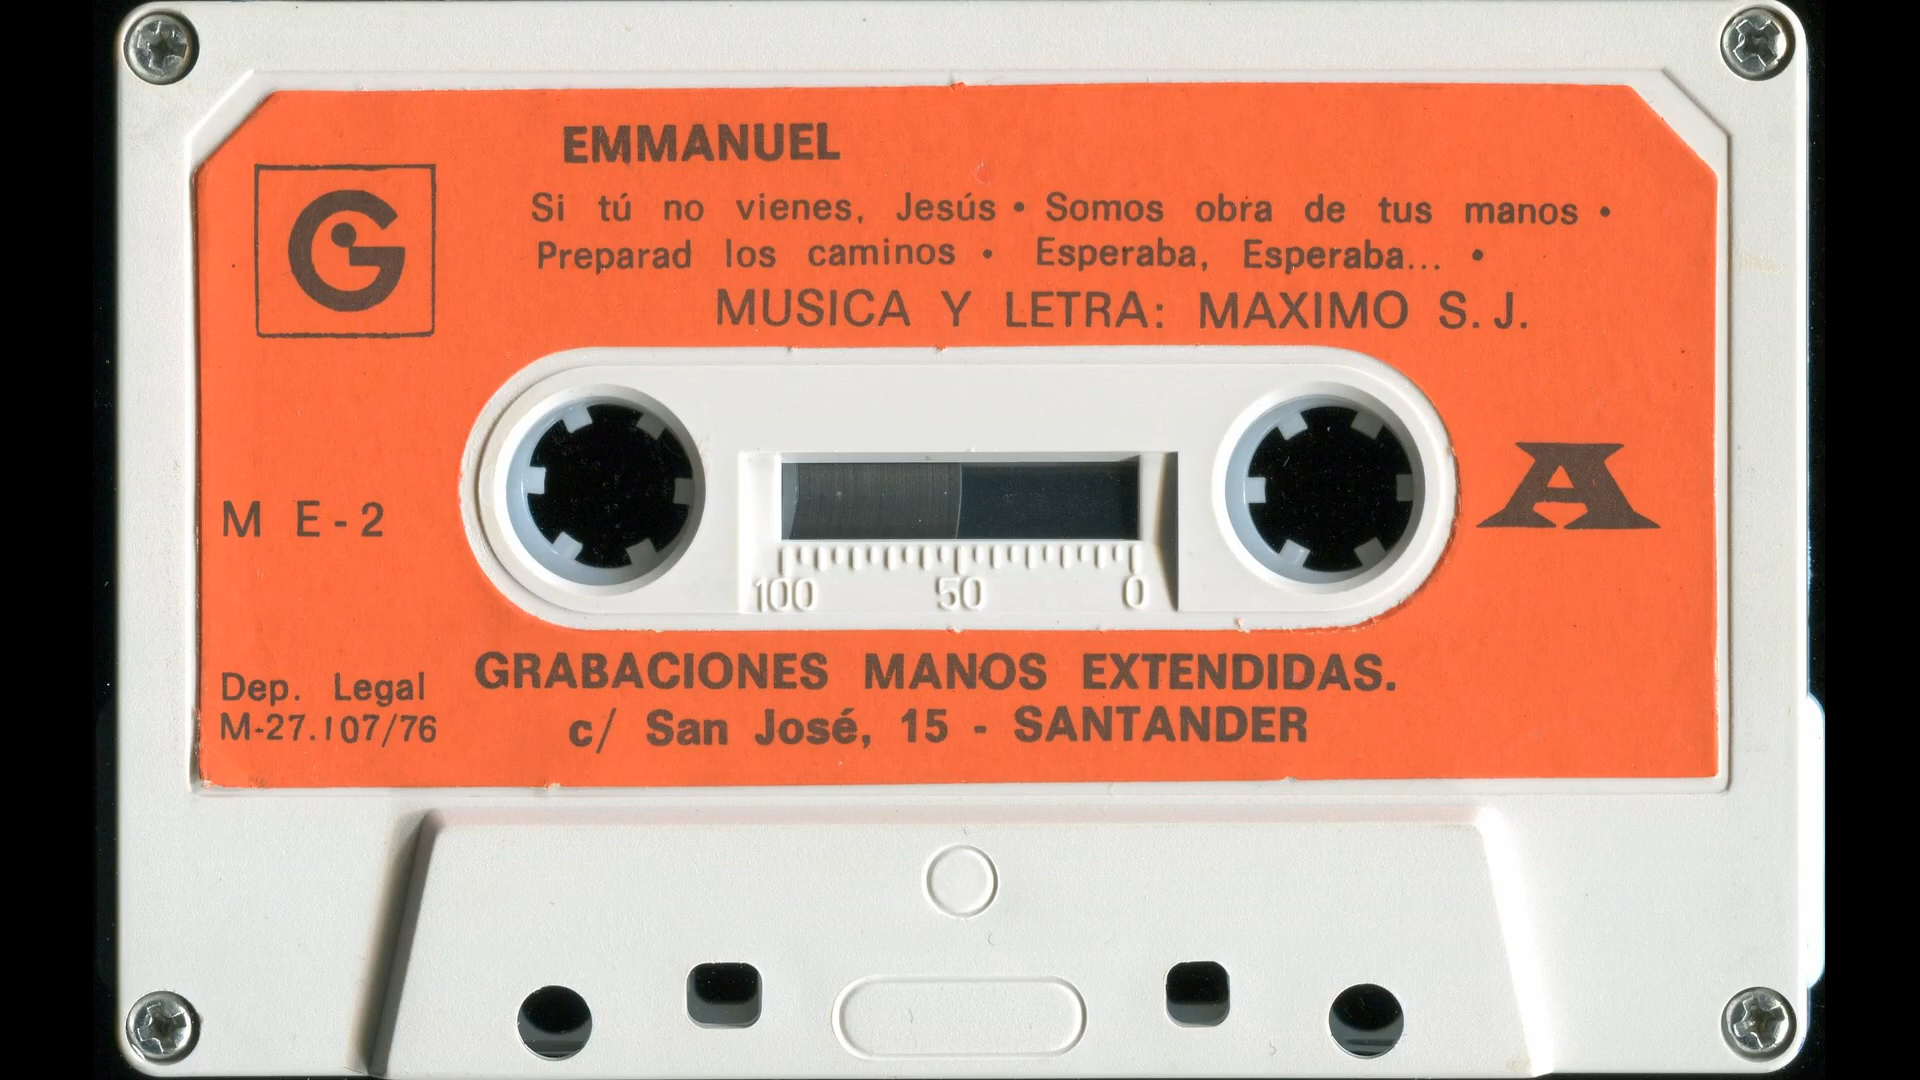 EMMANUEL
Si tú no vienes, Jesús • Somos obra de tus manos •
Preparad los caminos • Esperaba, Esperaba... •
MUSICA Y LETRA: MAXIMO S. J.
G
M E-2
A
100 50 0
Dep. Legal
M-27.107/76
GRABACIONES MANOS EXTENDIDAS.
c/ San José, 15 - SANTANDER